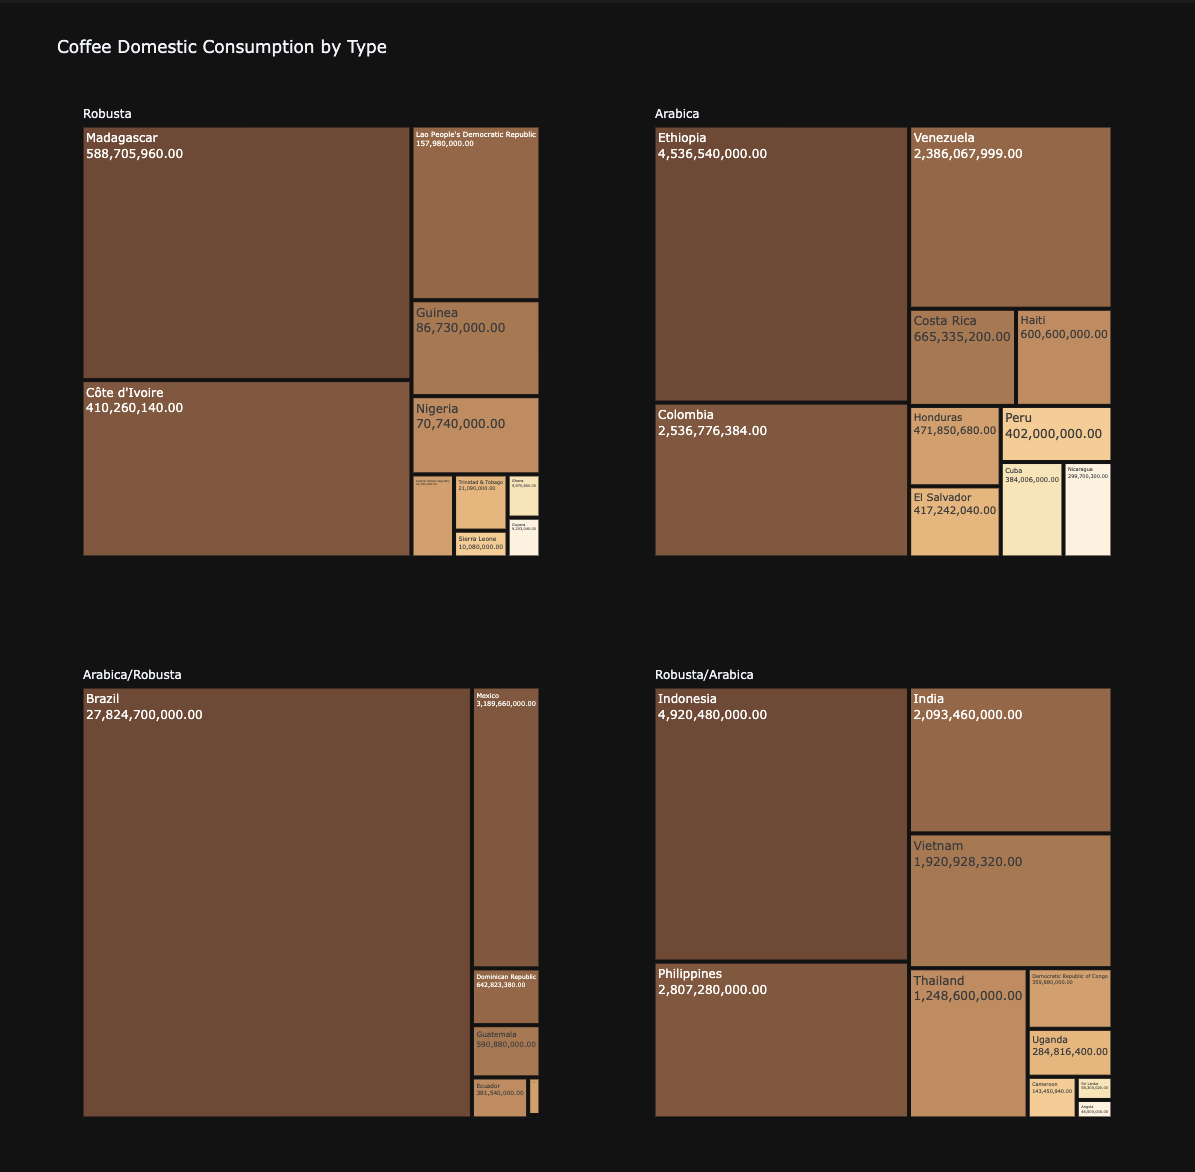 Coffee Domestic Consumption by Type
Robusta
Madagascar
588,705,960.00
Lao People's Democratic Republic
157,980,000.00
Guinea
86,730,000.00
Côte d'Ivoire
410,260,140.00
Nigeria
70,740,000.00
Central African Republic
Trinidad & Tobago
21,090,000.00
Ghana
Sierra Leone
10,080,000.00
Guyana
Arabica
Ethiopia
4,536,540,000.00
Venezuela
2,386,067,999.00
Costa Rica
665,335,200.00
Haiti
600,600,000.00
Colombia
2,536,776,384.00
Honduras
471,850,680.00
Peru
402,000,000.00
El Salvador
417,242,040.00
Cuba
384,006,000.00
Nicaragua
299,700,300.00
Arabica/Robusta
Brazil
27,824,700,000.00
Mexico
3,189,660,000.00
Dominican Republic
642,823,380.00
Guatemala
590,880,000.00
Ecuador
381,540,000.00
Robusta/Arabica
Indonesia
4,920,480,000.00
India
2,093,460,000.00
Vietnam
1,920,928,320.00
Philippines
2,807,280,000.00
Thailand
1,248,600,000.00
Democratic Republic of Congo
359,880,000.00
Uganda
284,816,400.00
Cameroon
143,450,940.00
Sri Lanka
Angola